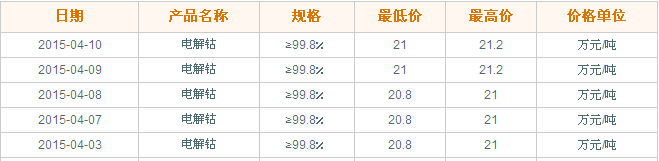 日期 产品名称 规格 最低价 最高价 价格单位
2015-04-10 电解钴 ≥99.8% 21 21.2 万元/吨
2015-04-09 电解钴 ≥99.8% 21 21.2 万元/吨
2015-04-08 电解钴 ≥99.8% 20.8 21 万元/吨
2015-04-07 电解钴 ≥99.8% 20.8 21 万元/吨
2015-04-03 电解钴 ≥99.8% 20.8 21 万元/吨